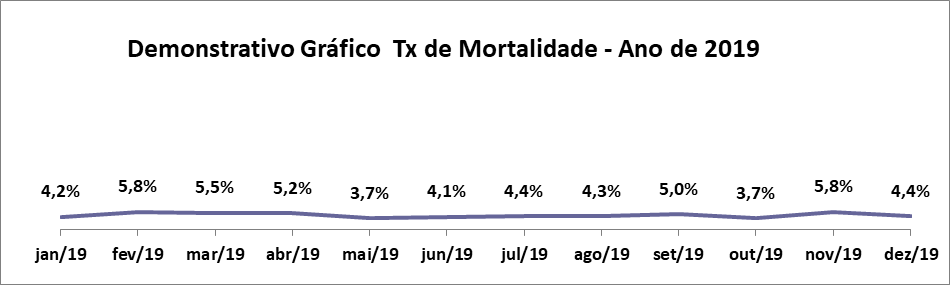 Demonstrativo Gráfico  Tx de Mortalidade - Ano de 2019
4,2% 5,8% 5,5% 5,2% 3,7% 4,1% 4,4% 4,3% 5,0% 3,7% 5,8% 4,4%
jan/19 fev/19 mar/19 abr/19 mai/19 jun/19 jul/19 ago/19 set/19 out/19 nov/19 dez/19